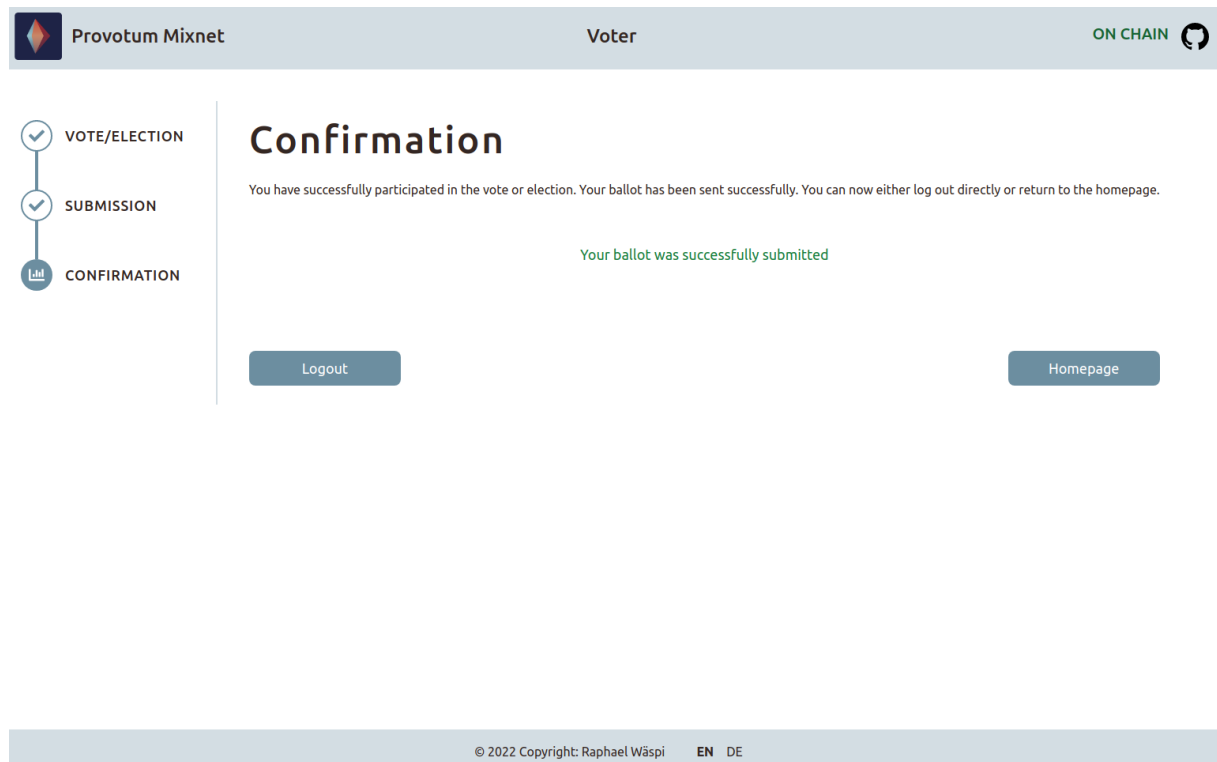 Provotum Mixnet
Voter
ON CHAIN
VOTE/ELECTION
SUBMISSION
CONFIRMATION
Confirmation
You have successfully participated in the vote or election. Your ballot has been sent successfully. You can now either log out directly or return to the homepage.
Your ballot was successfully submitted
Logout
Homepage
© 2022 Copyright: Raphael Wäspi EN DE